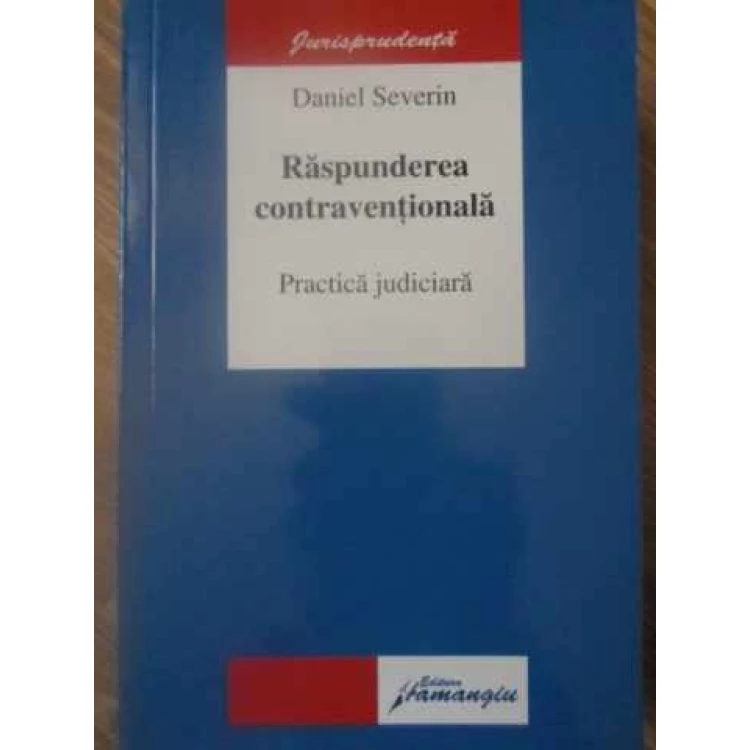 Jurisprudență
Daniel Severin
Răspunderea
contravențională
Practică judiciară
Editura
Hamangiu